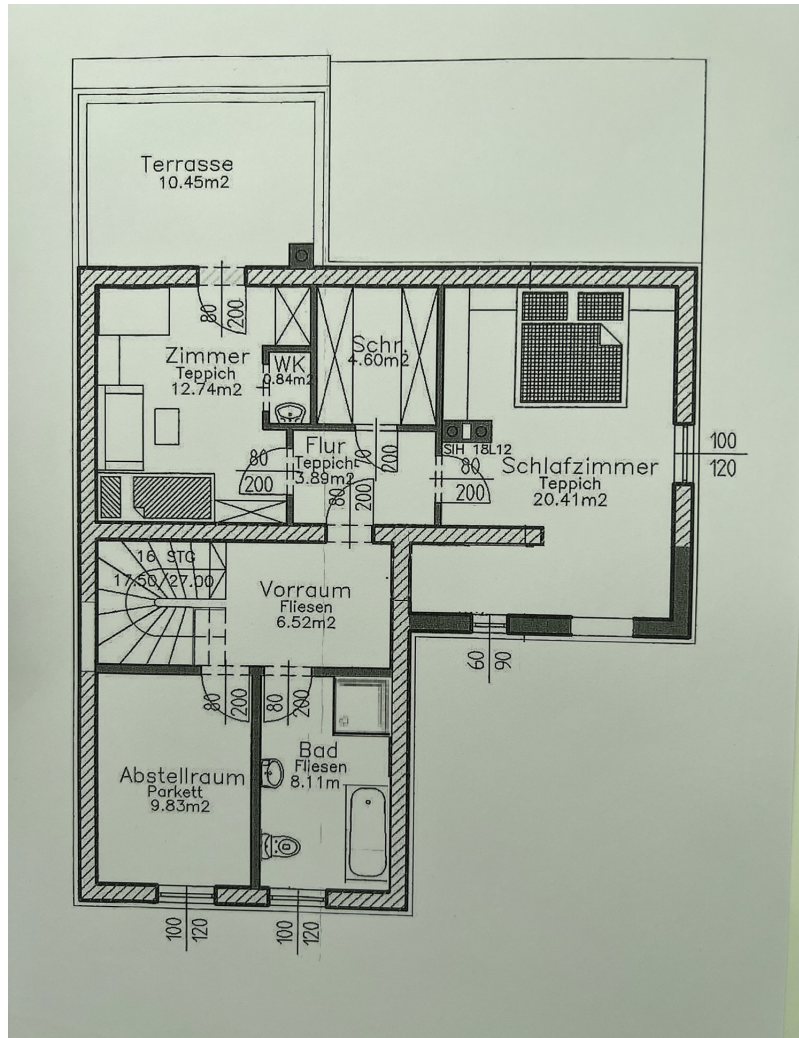 Terrasse
10.45m2
80
200
Zimmer
Teppich
12.74m2
WK
0.84m2
Schr.
4.60m2
70
200
80
200
Flur
Teppich
3.89m2
80
200
SIH 18L12
80
200
Schlafzimmer
Teppich
20.41m2
100
120
16 STG
17.50/27.00
Vorraum
Fliesen
6.52m2
60
90
80
200
80
200
Abstellraum
Parkett
9.83m2
Bad
Fliesen
8.11m
100
120
100
120